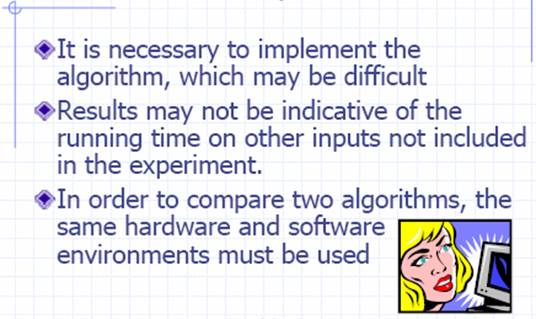 It is necessary to implement the
algorithm, which may be difficult
Results may not be indicative of the
running time on other inputs not included
in the experiment.
In order to compare two algorithms, the
same hardware and software
environments must be used